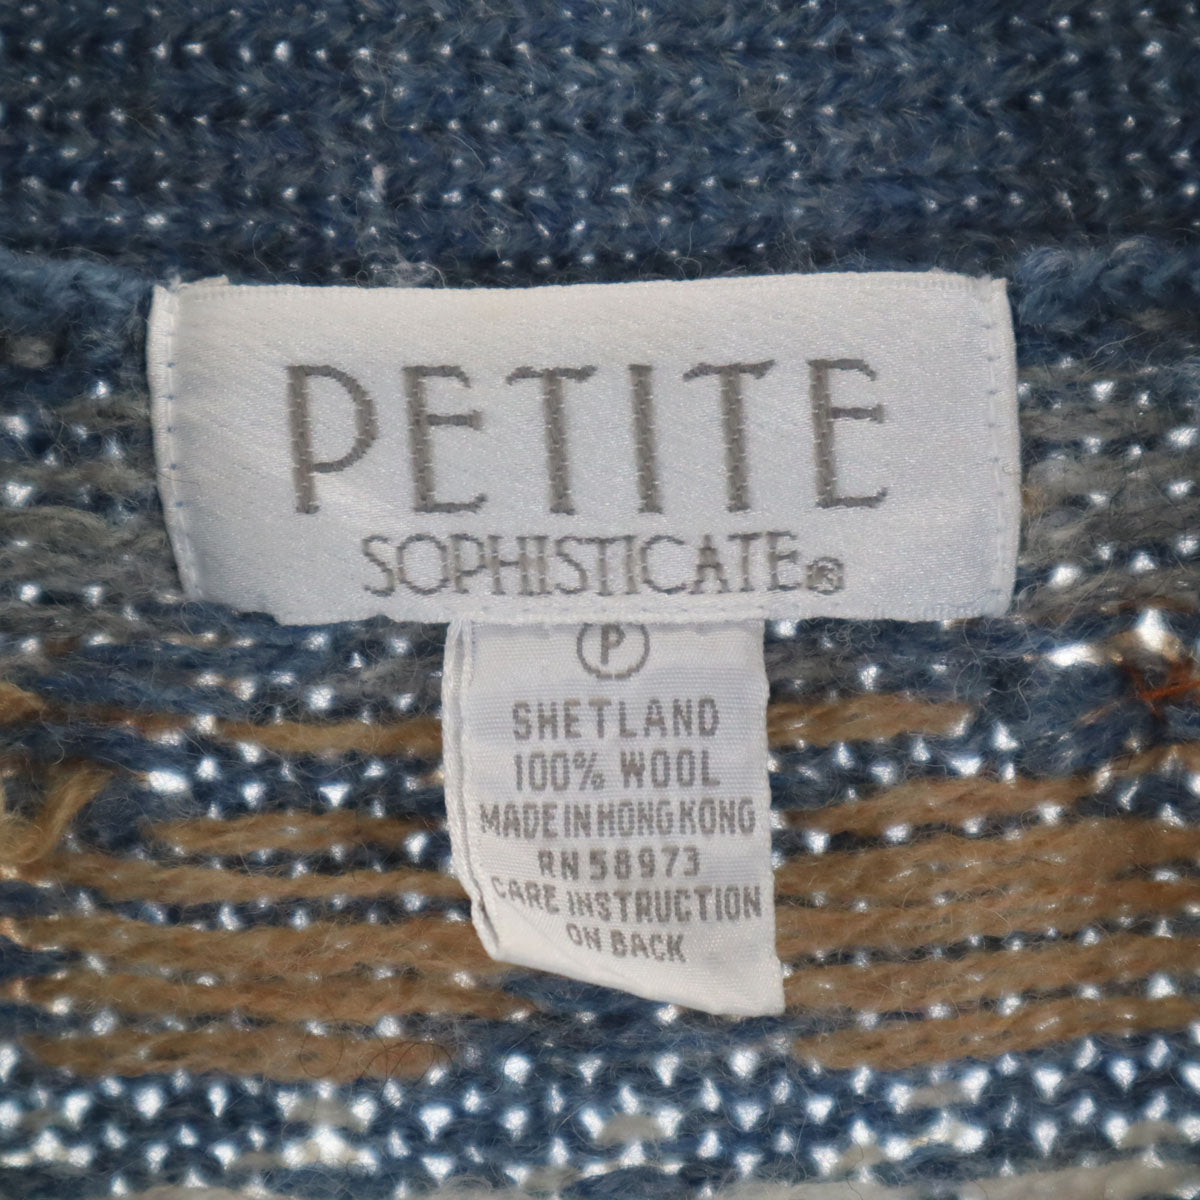 PETITE
SOPHISTICATE®
P
SHETLAND
100% WOOL
MADE IN HONG KONG
RN 58973
CARE INSTRUCTION
ON BACK